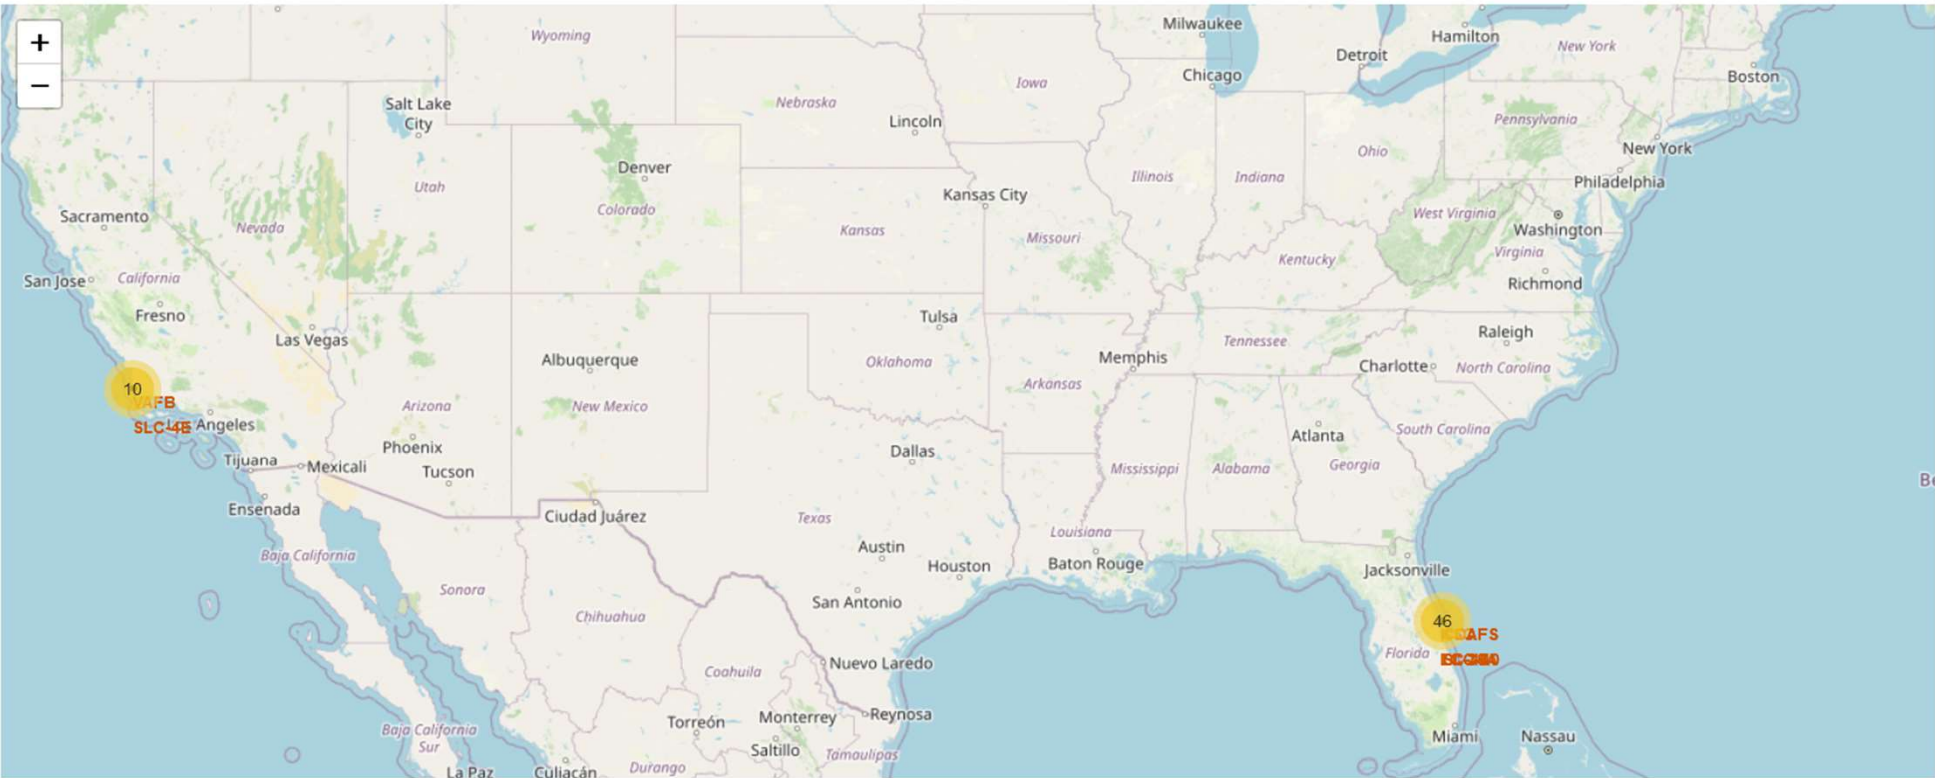 +
−
Milwaukee
Hamilton
New York
Wyoming
Detroit
Chicago
Boston
Iowa
Salt Lake
City
Nebraska
Lincoln
Pennsylvania
New York
Ohio
Denver
Kansas City
Illinois
Indiana
Philadelphia
Utah
Colorado
Sacramento
Nevada
Kansas
Missouri
West Virginia
Washington
Virginia
San Jose
California
Kentucky
Richmond
Fresno
Las Vegas
Tulsa
Raleigh
Albuquerque
Oklahoma
Memphis
Tennessee
Charlotte
North Carolina
10
VAFB
SLC-4E
Angeles
Arizona
New Mexico
Arkansas
Phoenix
Tucson
Dallas
Atlanta
South Carolina
Tijuana
Mexicali
Mississippi
Alabama
Georgia
Ensenada
Ciudad Juárez
Texas
Louisiana
Baja California
Austin
Houston
Baton Rouge
Jacksonville
Sonora
Chihuahua
San Antonio
46
Florida
Coahuila
Nuevo Laredo
Torreón
Monterrey
Reynosa
Baja California
Sur
Saltillo
Tamaulipas
Miami
Nassau
La Paz
Culiacán
Durango